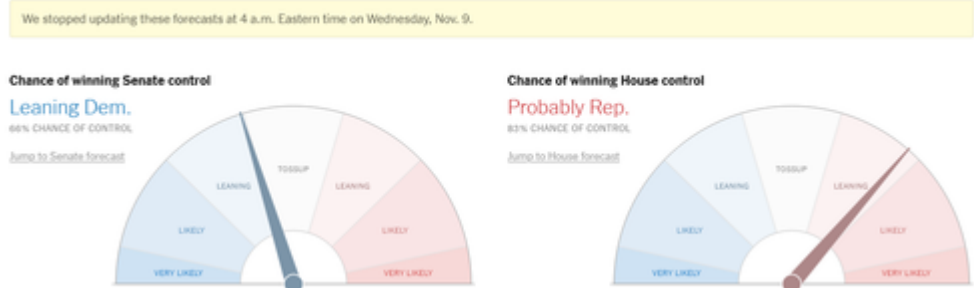 We stopped updating these forecasts at 4 a.m. Eastern time on Wednesday, Nov. 9.
Chance of winning Senate control
Leaning Dem.
66% CHANCE OF CONTROL
Jump to Senate forecast
TOSSUP
LEANING
LEANING
LIKELY
LIKELY
VERY LIKELY
VERY LIKELY
Chance of winning House control
Probably Rep.
83% CHANCE OF CONTROL
Jump to House forecast
TOSSUP
LEANING
LEANING
LIKELY
LIKELY
VERY LIKELY
VERY LIKELY